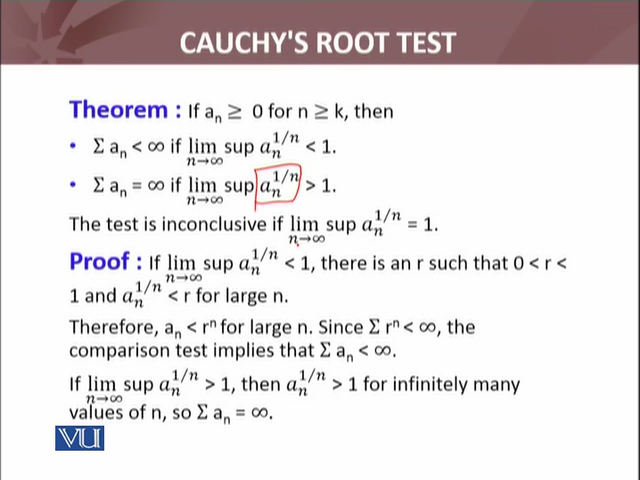 CAUCHY'S ROOT TEST
Theorem : If aₙ ≥ 0 for n ≥ k, then
• Σ aₙ < ∞ if lim sup aₙ^{1/n} < 1.
n→∞
• Σ aₙ = ∞ if lim sup aₙ^{1/n} > 1.
n→∞
The test is inconclusive if lim sup aₙ^{1/n} = 1.
n→∞
Proof : If lim sup aₙ^{1/n} < 1, there is an r such that 0 < r <
n→∞
1 and aₙ^{1/n} < r for large n.
Therefore, aₙ < rⁿ for large n. Since Σ rⁿ < ∞, the
comparison test implies that Σ aₙ < ∞.
If lim sup aₙ^{1/n} > 1, then aₙ^{1/n} > 1 for infinitely many
n→∞
values of n, so Σ aₙ = ∞.
VU